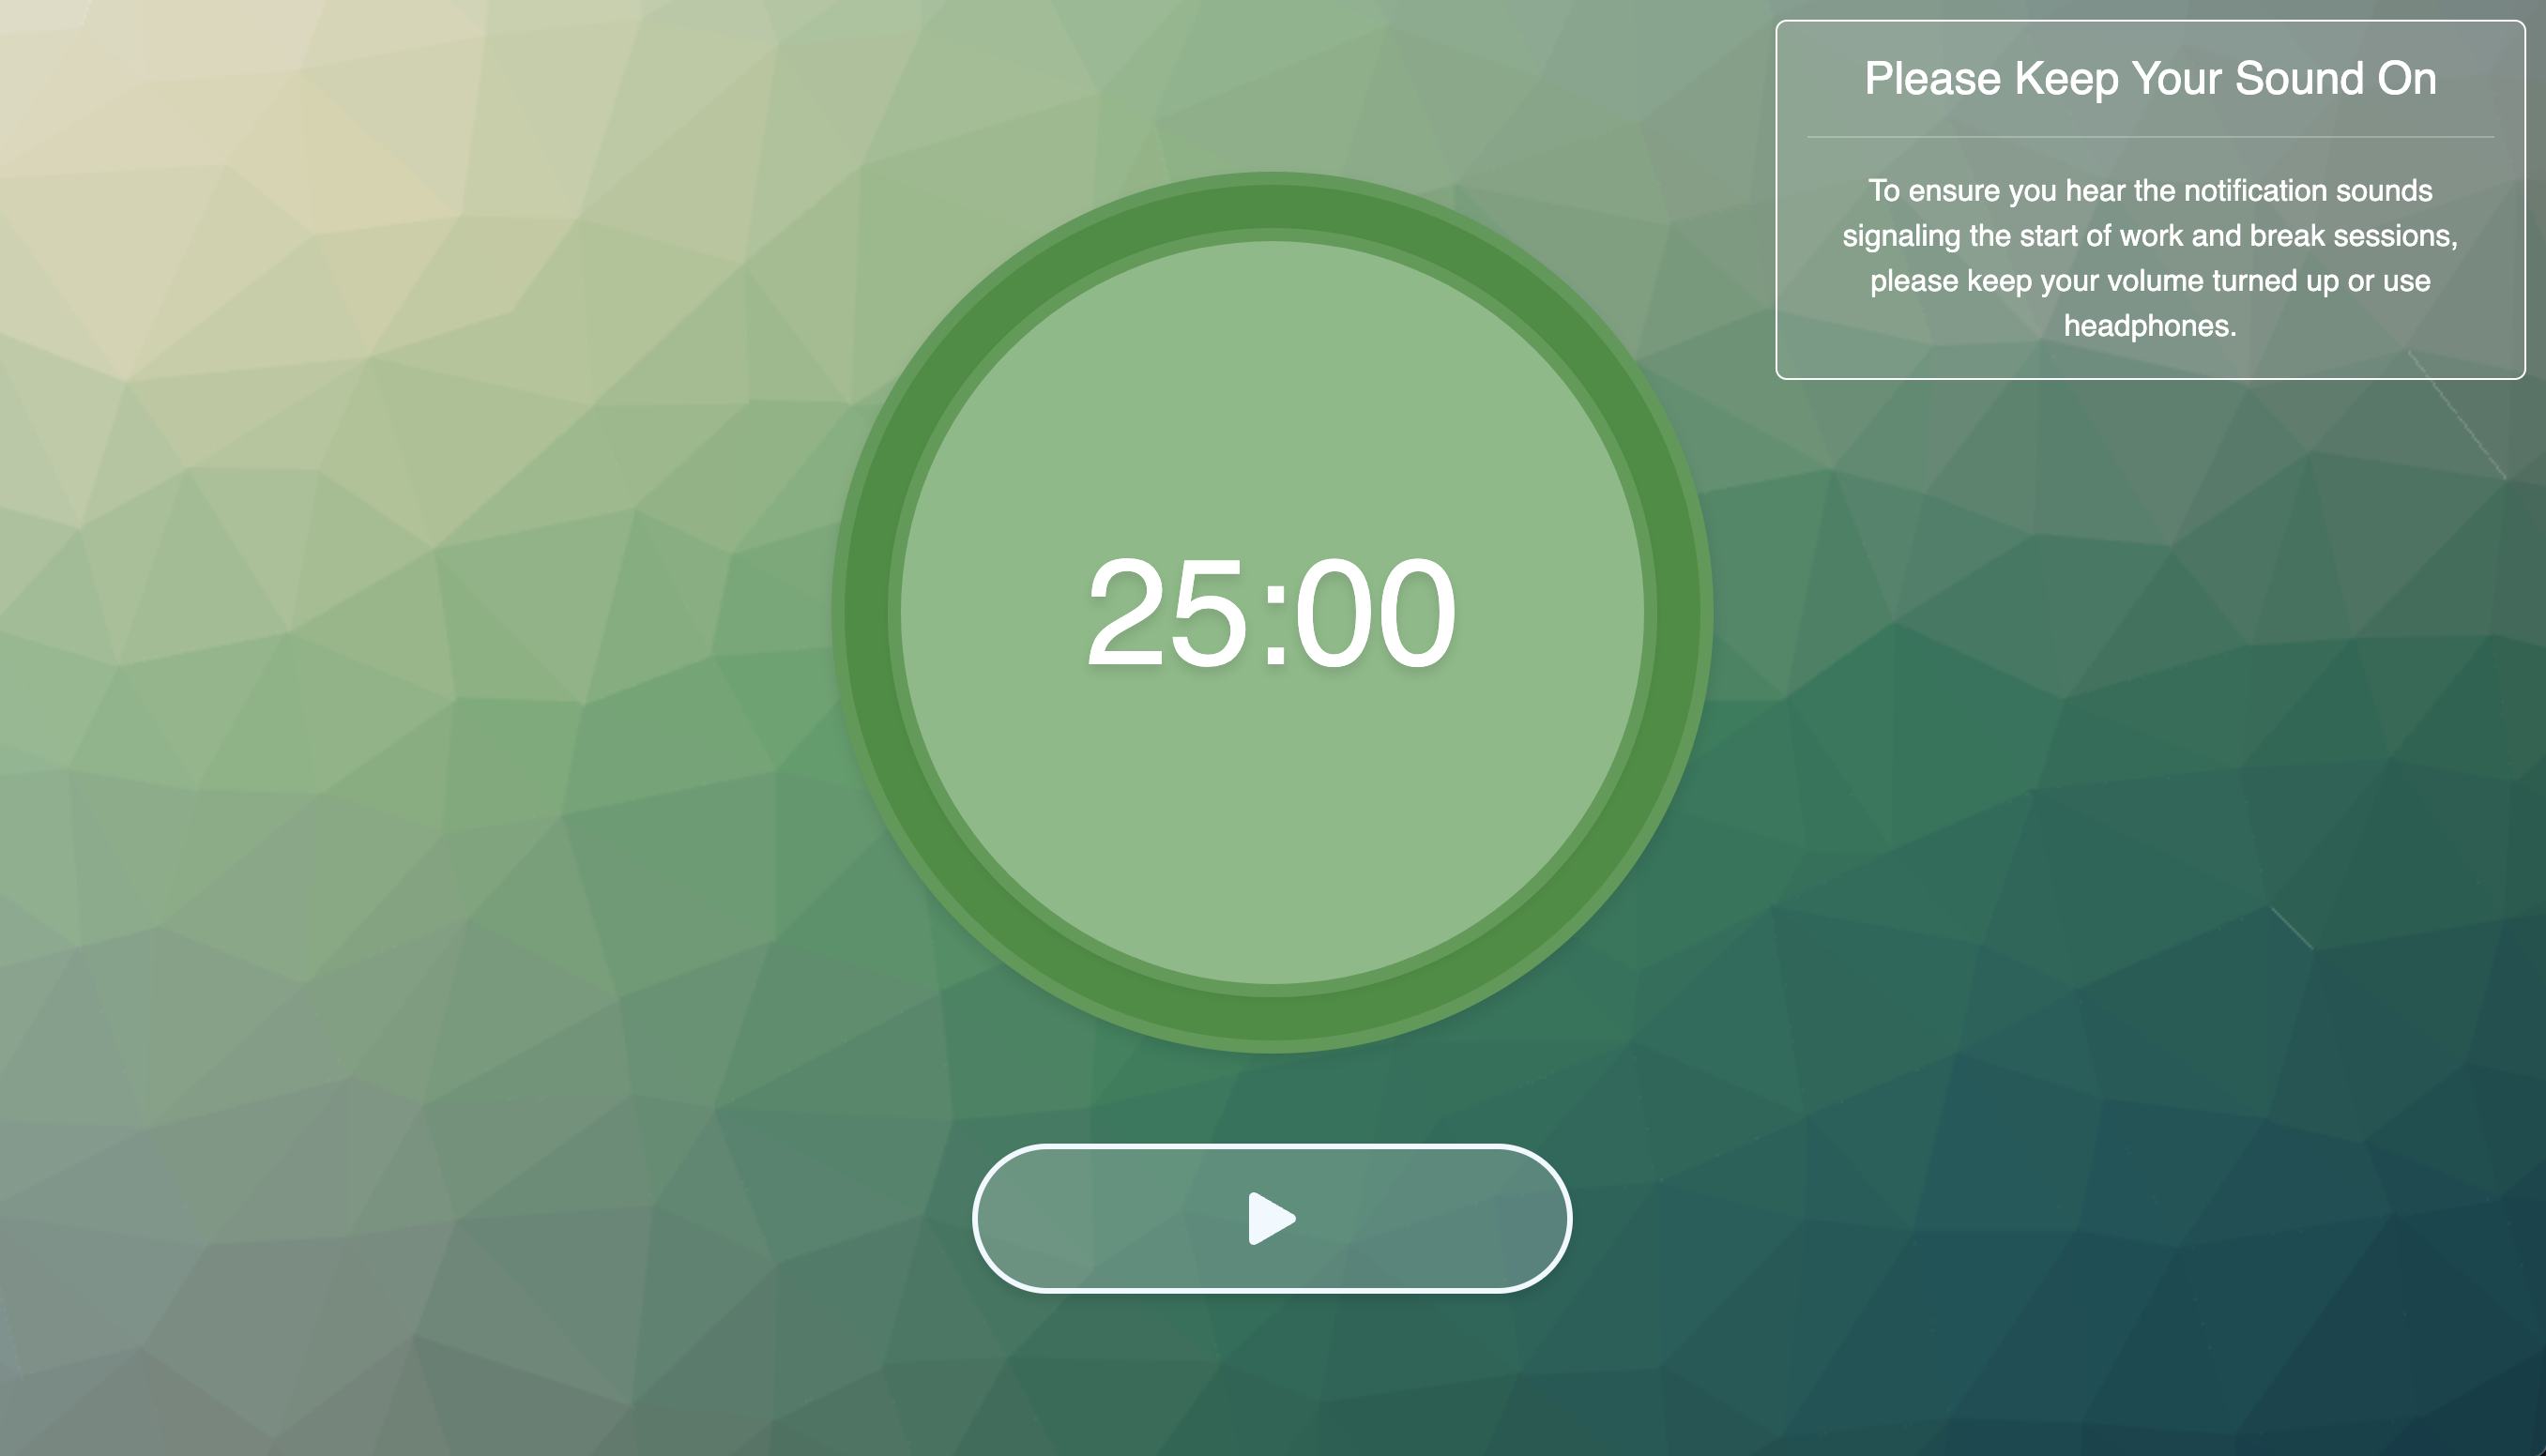 Please Keep Your Sound On
To ensure you hear the notification sounds
signaling the start of work and break sessions,
please keep your volume turned up or use
headphones.
25:00